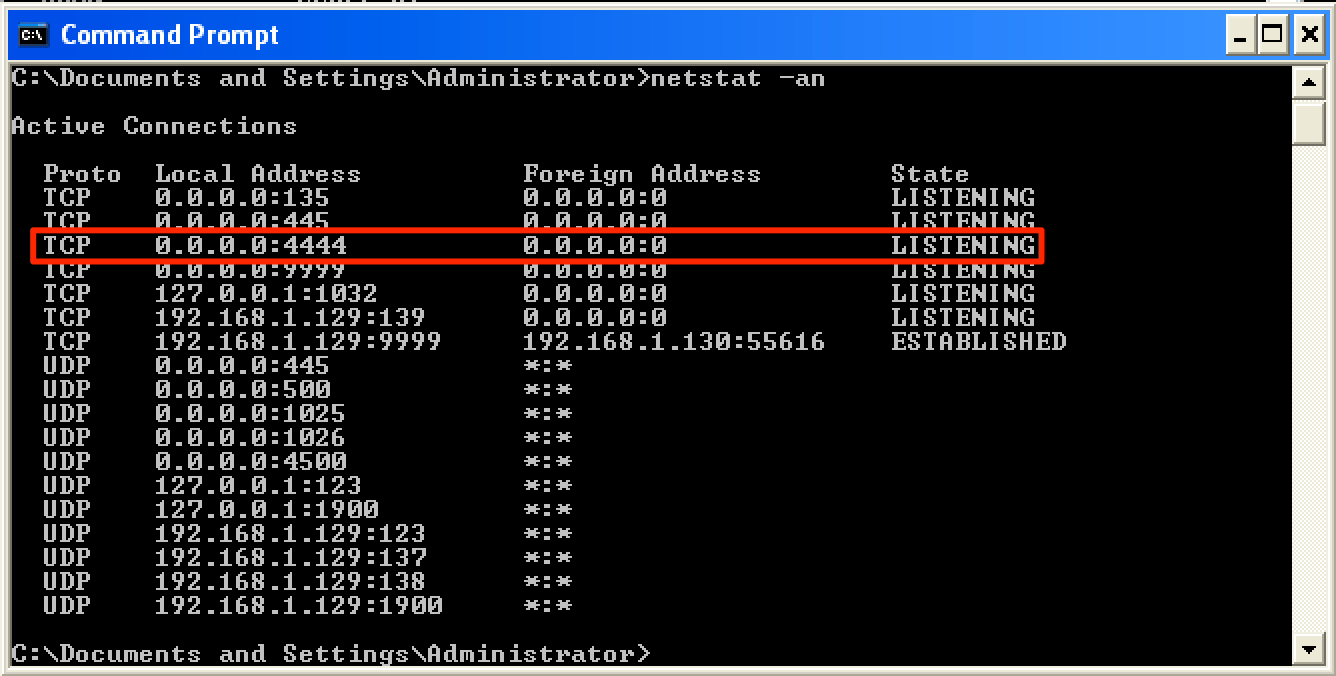 Command Prompt
C:\Documents and Settings\Administrator>netstat -an
Active Connections
Proto Local Address Foreign Address State
TCP 0.0.0.0:135 0.0.0.0:0 LISTENING
TCP 0.0.0.0:445 0.0.0.0:0 LISTENING
TCP 0.0.0.0:4444 0.0.0.0:0 LISTENING
TCP 0.0.0.0:9999 0.0.0.0:0 LISTENING
TCP 127.0.0.1:1032 0.0.0.0:0 LISTENING
TCP 192.168.1.129:139 0.0.0.0:0 LISTENING
TCP 192.168.1.129:9999 192.168.1.130:55616 ESTABLISHED
UDP 0.0.0.0:445 *:*
UDP 0.0.0.0:500 *:*
UDP 0.0.0.0:1025 *:*
UDP 0.0.0.0:1026 *:*
UDP 0.0.0.0:4500 *:*
UDP 127.0.0.1:123 *:*
UDP 127.0.0.1:1900 *:*
UDP 192.168.1.129:123 *:*
UDP 192.168.1.129:137 *:*
UDP 192.168.1.129:138 *:*
UDP 192.168.1.129:1900 *:*
C:\Documents and Settings\Administrator>